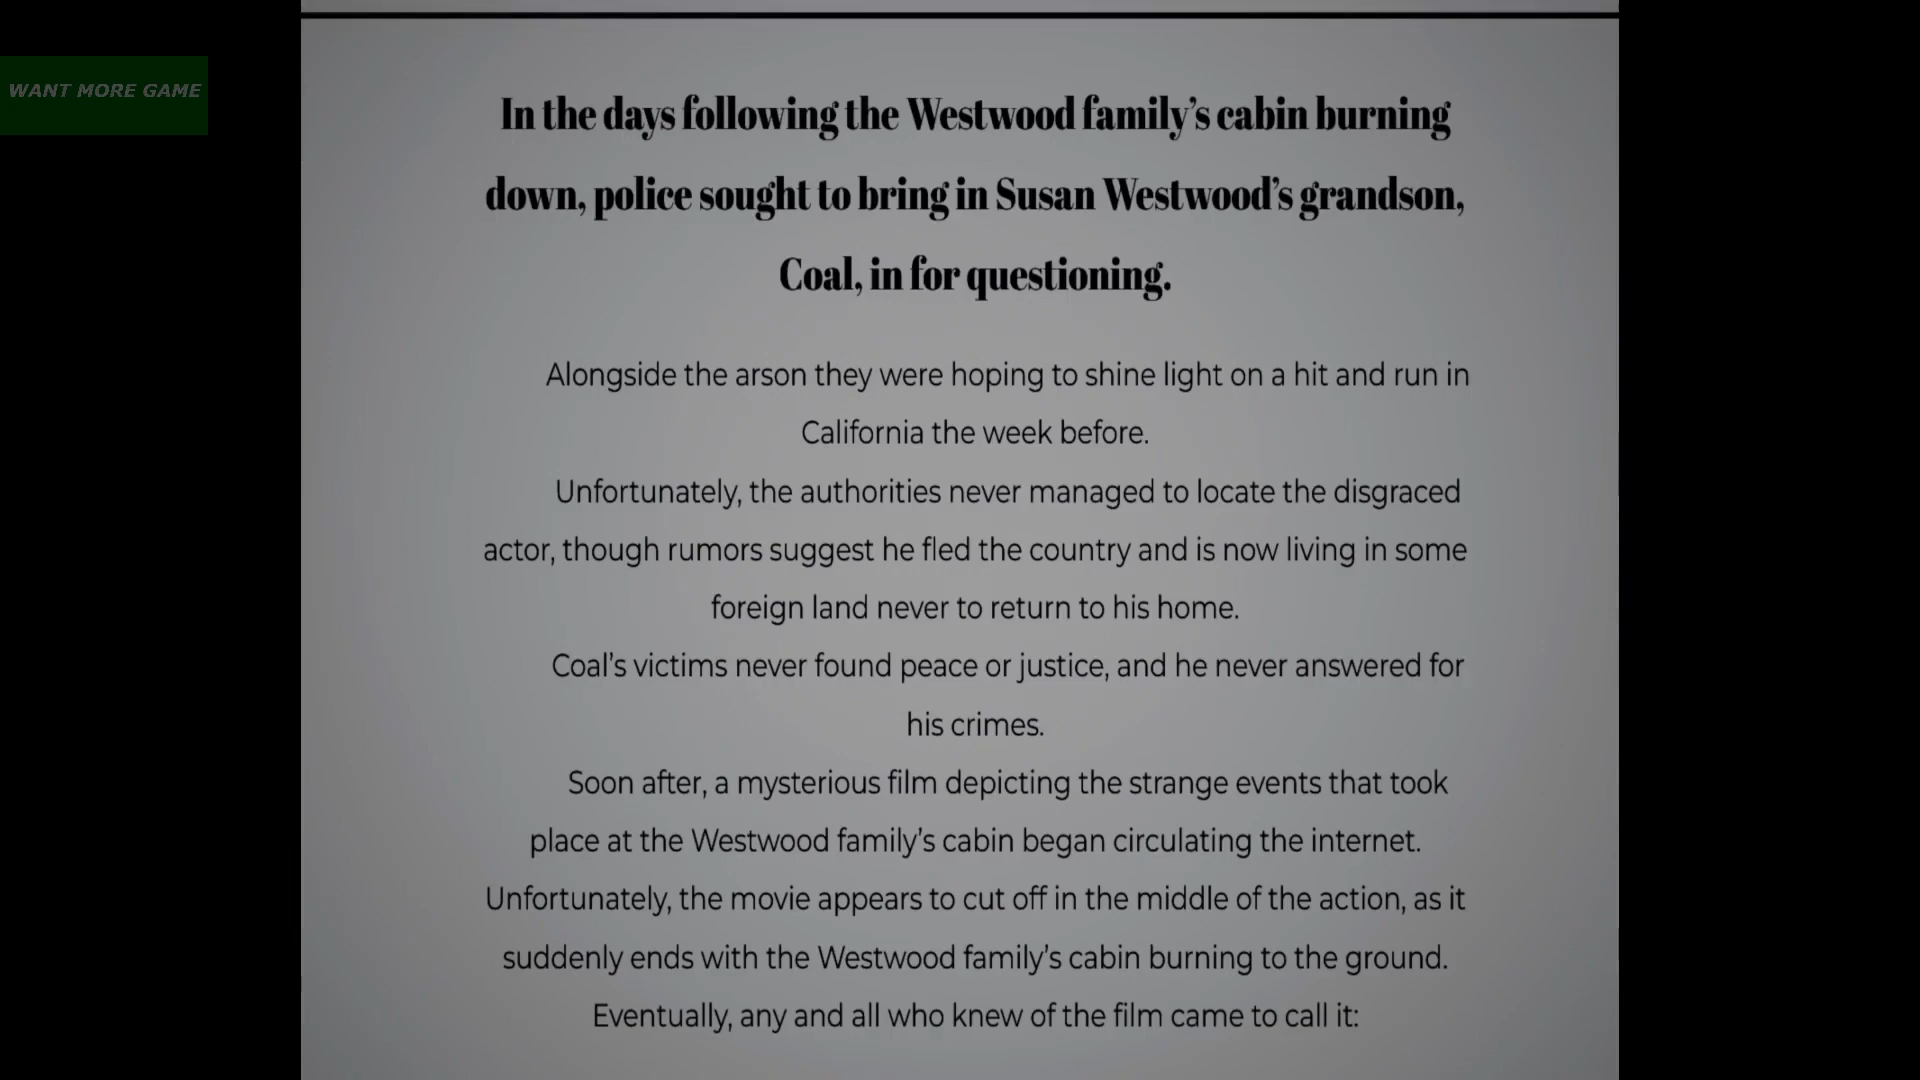 WANT MORE GAME
In the days following the Westwood family's cabin burning
down, police sought to bring in Susan Westwood's grandson,
Coal, in for questioning.
Alongside the arson they were hoping to shine light on a hit and run in
California the week before.
Unfortunately, the authorities never managed to locate the disgraced
actor, though rumors suggest he fled the country and is now living in some
foreign land never to return to his home.
Coal's victims never found peace or justice, and he never answered for
his crimes.
Soon after, a mysterious film depicting the strange events that took
place at the Westwood family's cabin began circulating the internet.
Unfortunately, the movie appears to cut off in the middle of the action, as it
suddenly ends with the Westwood family's cabin burning to the ground.
Eventually, any and all who knew of the film came to call it: